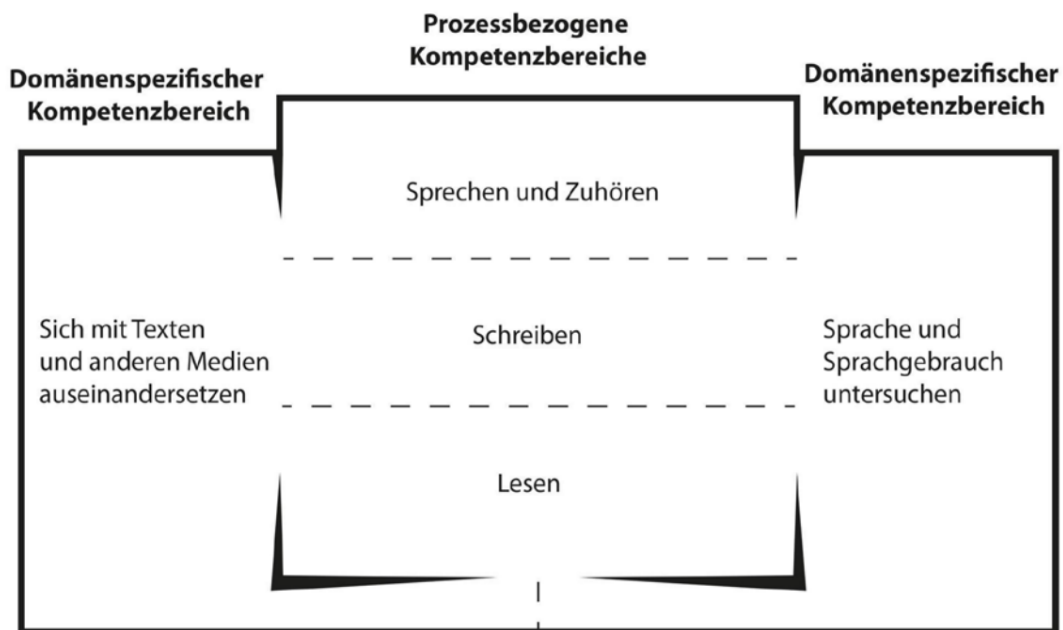 Prozessbezogene
Kompetenzbereiche
Domänenspezifischer
Kompetenzbereich
Domänenspezifischer
Kompetenzbereich
Sprechen und Zuhören
Sich mit Texten
und anderen Medien
auseinandersetzen
Schreiben
Sprache und
Sprachgebrauch
untersuchen
Lesen